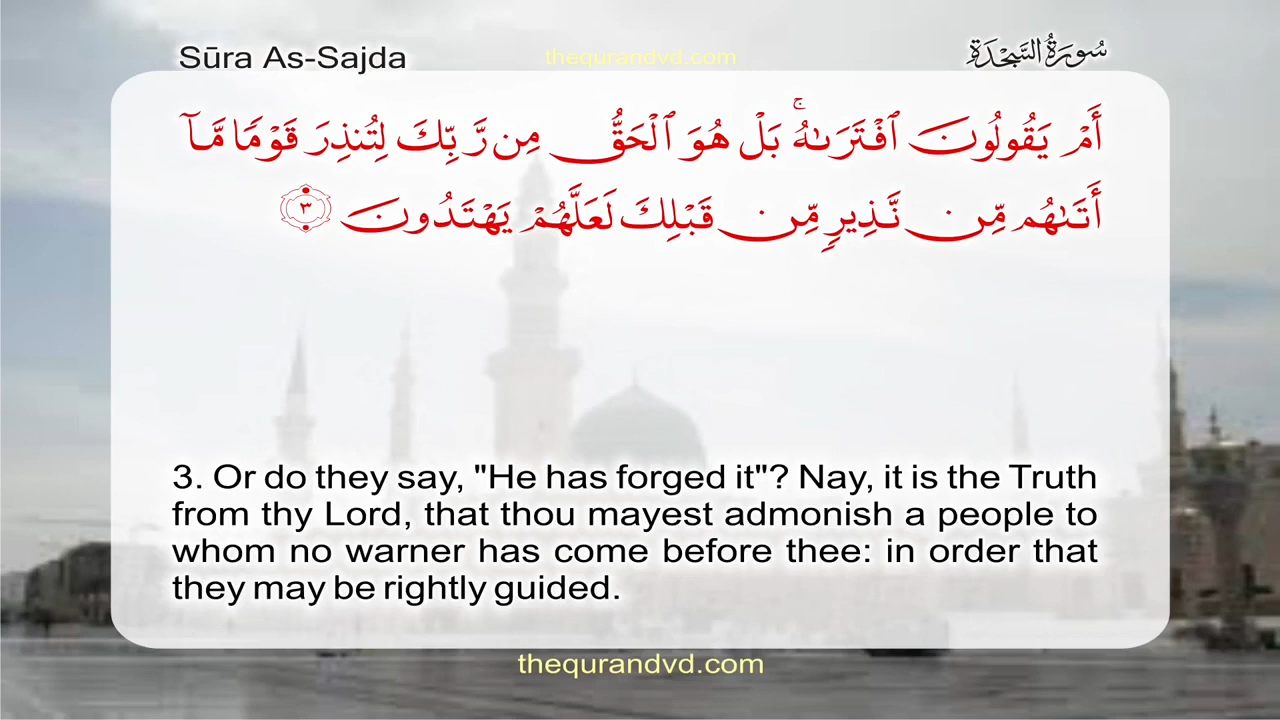 Sūra As-Sajda
thequrandvd.com
سُورَةُ السَّجْدَةِ
أَمْ يَقُولُونَ ٱفْتَرَىٰهُ ۚ بَلْ هُوَ ٱلْحَقُّ مِن رَّبِّكَ لِتُنذِرَ قَوْمًا مَّآ
أَتَىٰهُم مِّن نَّذِيرٍ مِّن قَبْلِكَ لَعَلَّهُمْ يَهْتَدُونَ ٣
3. Or do they say, "He has forged it"? Nay, it is the Truth
from thy Lord, that thou mayest admonish a people to
whom no warner has come before thee: in order that
they may be rightly guided.
thequrandvd.com